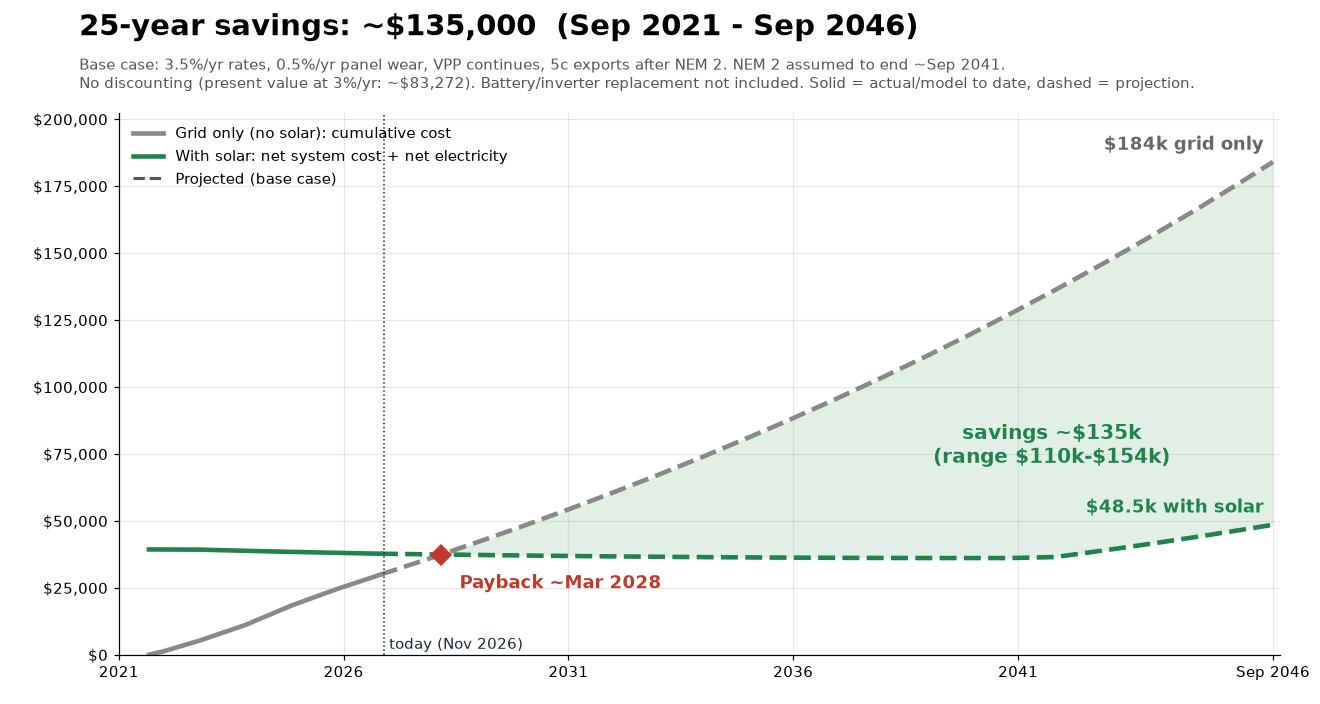 25-year savings: ~$135,000  (Sep 2021 - Sep 2046)
Base case: 3.5%/yr rates, 0.5%/yr panel wear, VPP continues, 5c exports after NEM 2. NEM 2 assumed to end ~Sep 2041.
No discounting (present value at 3%/yr: ~$83,272). Battery/inverter replacement not included. Solid = actual/model to date, dashed = projection.
$200,000
Grid only (no solar): cumulative cost
With solar: net system cost + net electricity
Projected (base case)
$184k grid only
$175,000
$150,000
$125,000
$100,000
$75,000
savings ~$135k
(range $110k-$154k)
$48.5k with solar
$50,000
$25,000
Payback ~Mar 2028
today (Nov 2026)
$0
2021
2026
2031
2036
2041
Sep 2046